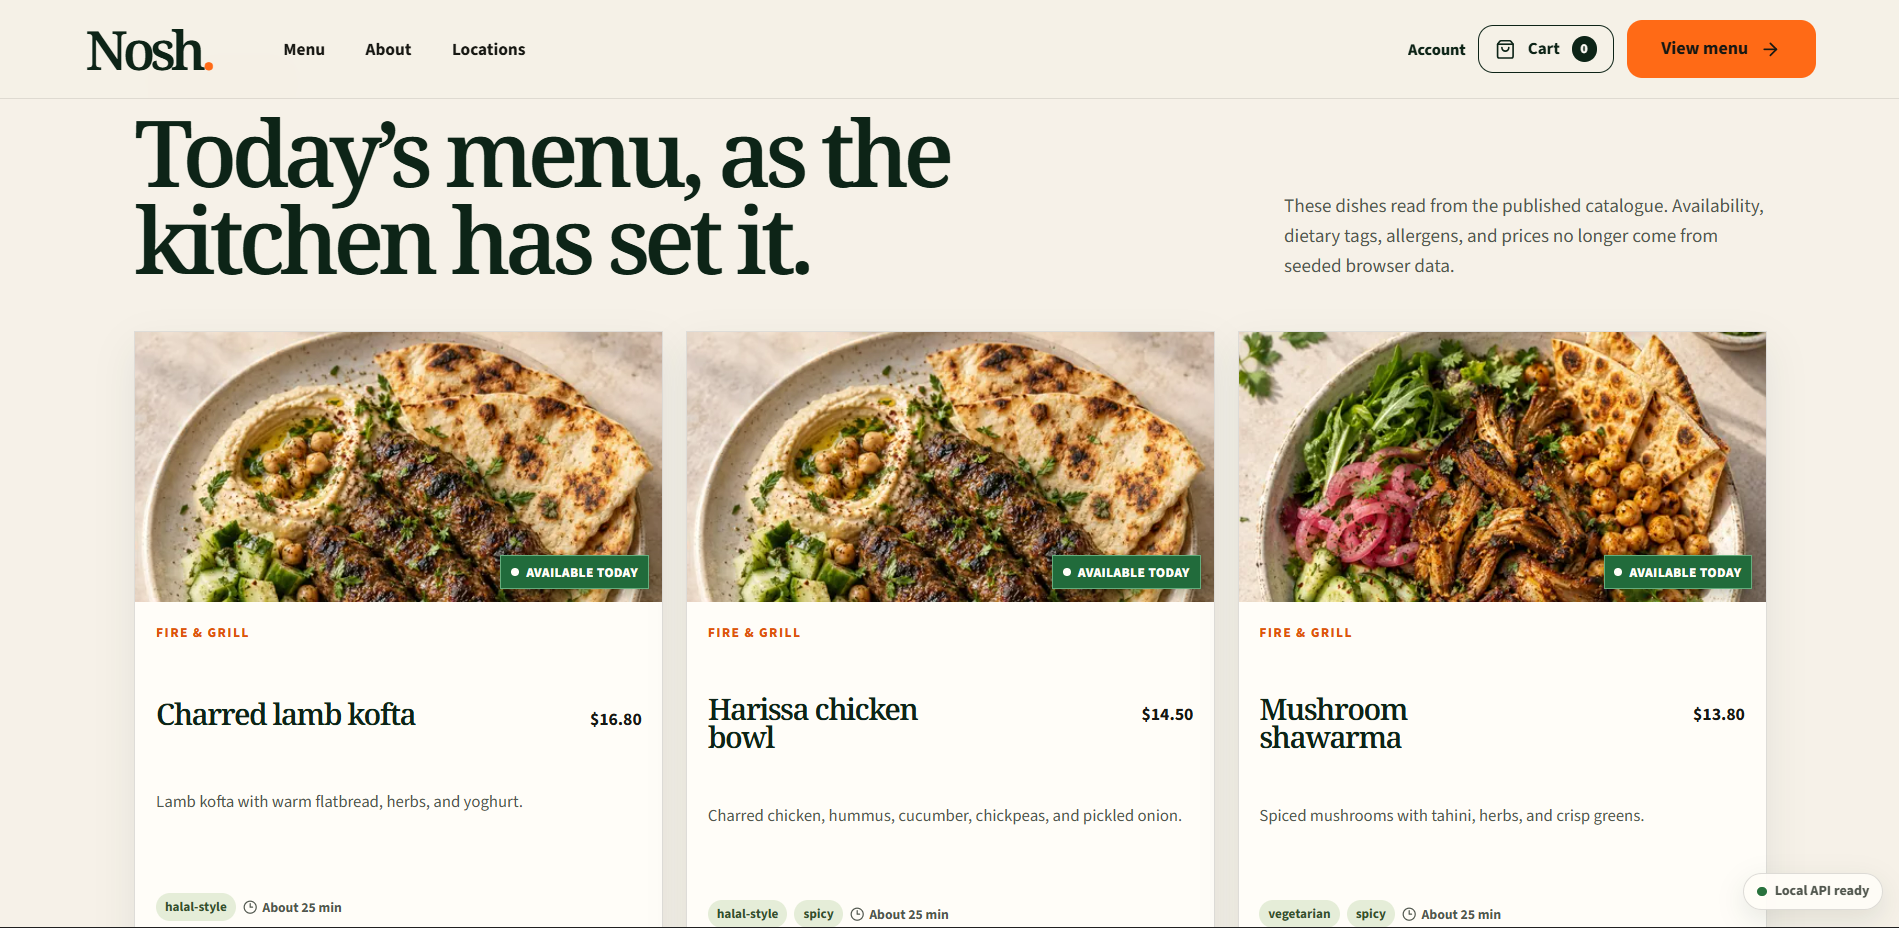 Nosh.
Menu
About
Locations
Account
Cart
0
View menu
Today’s menu, as the
kitchen has set it.
These dishes read from the published catalogue. Availability,
dietary tags, allergens, and prices no longer come from
seeded browser data.
AVAILABLE TODAY
FIRE & GRILL
Charred lamb kofta
$16.80
Lamb kofta with warm flatbread, herbs, and yoghurt.
halal-style
About 25 min
AVAILABLE TODAY
FIRE & GRILL
Harissa chicken
bowl
$14.50
Charred chicken, hummus, cucumber, chickpeas, and pickled onion.
halal-style
spicy
About 25 min
AVAILABLE TODAY
FIRE & GRILL
Mushroom
shawarma
$13.80
Spiced mushrooms with tahini, herbs, and crisp greens.
vegetarian
spicy
About 25 min
Local API ready